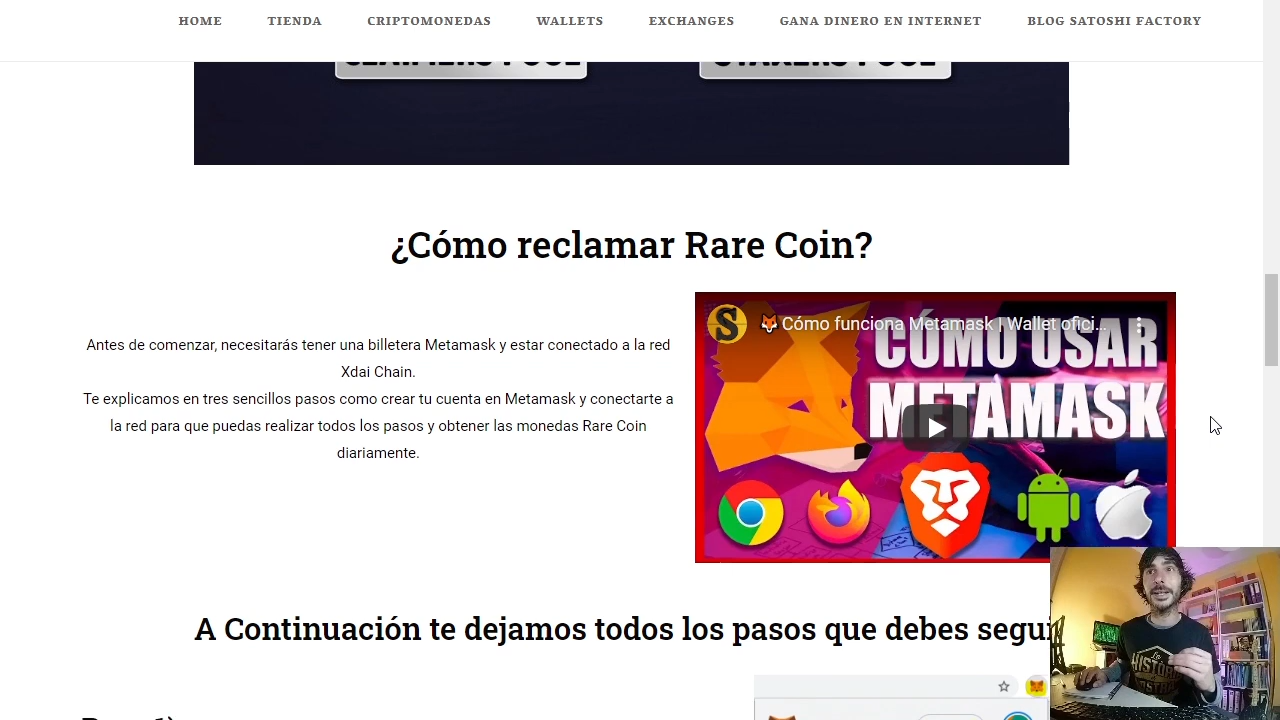 HOME TIENDA CRIPTOMONEDAS WALLETS EXCHANGES GANA DINERO EN INTERNET BLOG SATOSHI FACTORY
¿Cómo reclamar Rare Coin?
Antes de comenzar, necesitarás tener una billetera Metamask y estar conectado a la red
Xdai Chain.
Te explicamos en tres sencillos pasos como crear tu cuenta en Metamask y conectarte a
la red para que puedas realizar todos los pasos y obtener las monedas Rare Coin
diariamente.
S
Cómo funciona Metamask | Wallet ofici...
CÓMO USAR
METAMASK
A Continuación te dejamos todos los pasos que debes segui